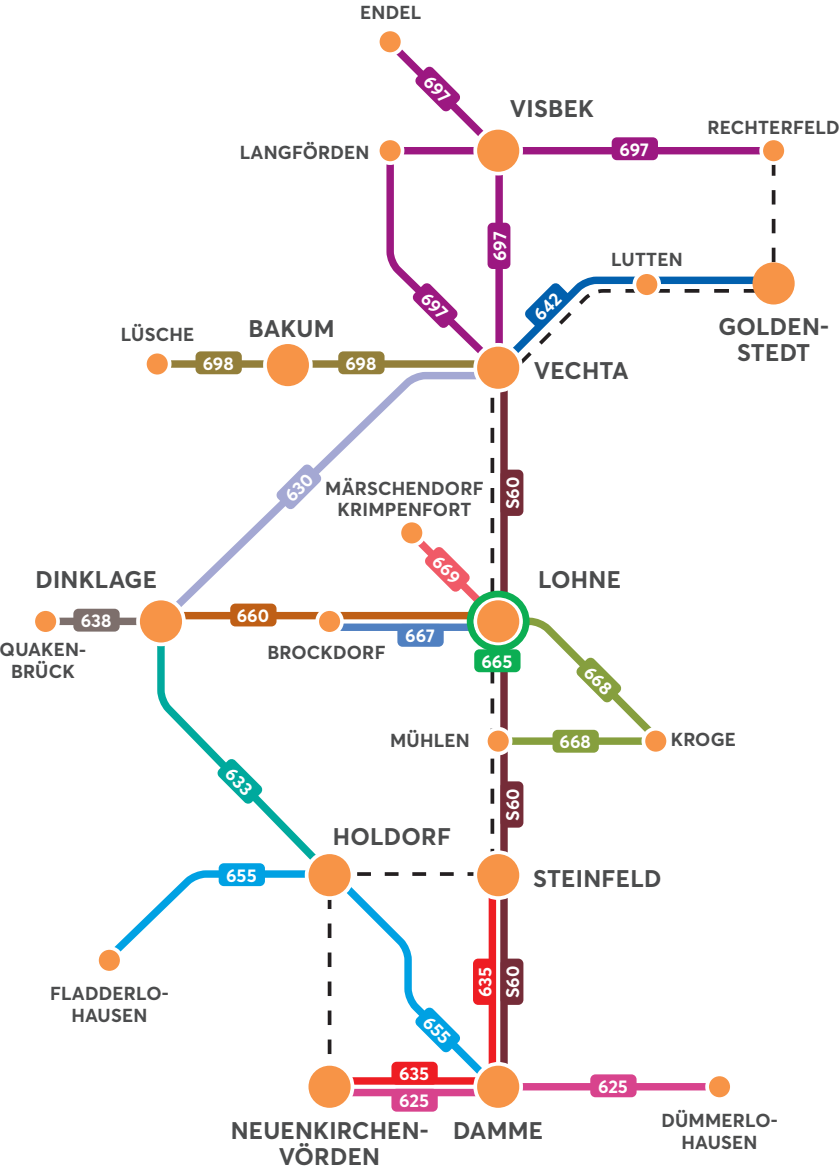 ENDEL
697
VISBEK
LANGFÖRDEN
697
RECHTERFELD
697
LUTTEN
697
642
LÜSCHE
BAKUM
GOLDEN-
STEDT
698
698
VECHTA
630
MÄRSCHENDORF
KRIMPENFORT
S60
669
DINKLAGE
LOHNE
660
638
667
QUAKEN-
BRÜCK
BROCKDORF
665
668
MÜHLEN
668
KROGE
633
S60
HOLDORF
655
STEINFELD
FLADDERLO-
HAUSEN
635
S60
655
635
625
625
NEUENKIRCHEN-
VÖRDEN
DAMME
DÜMMERLO-
HAUSEN